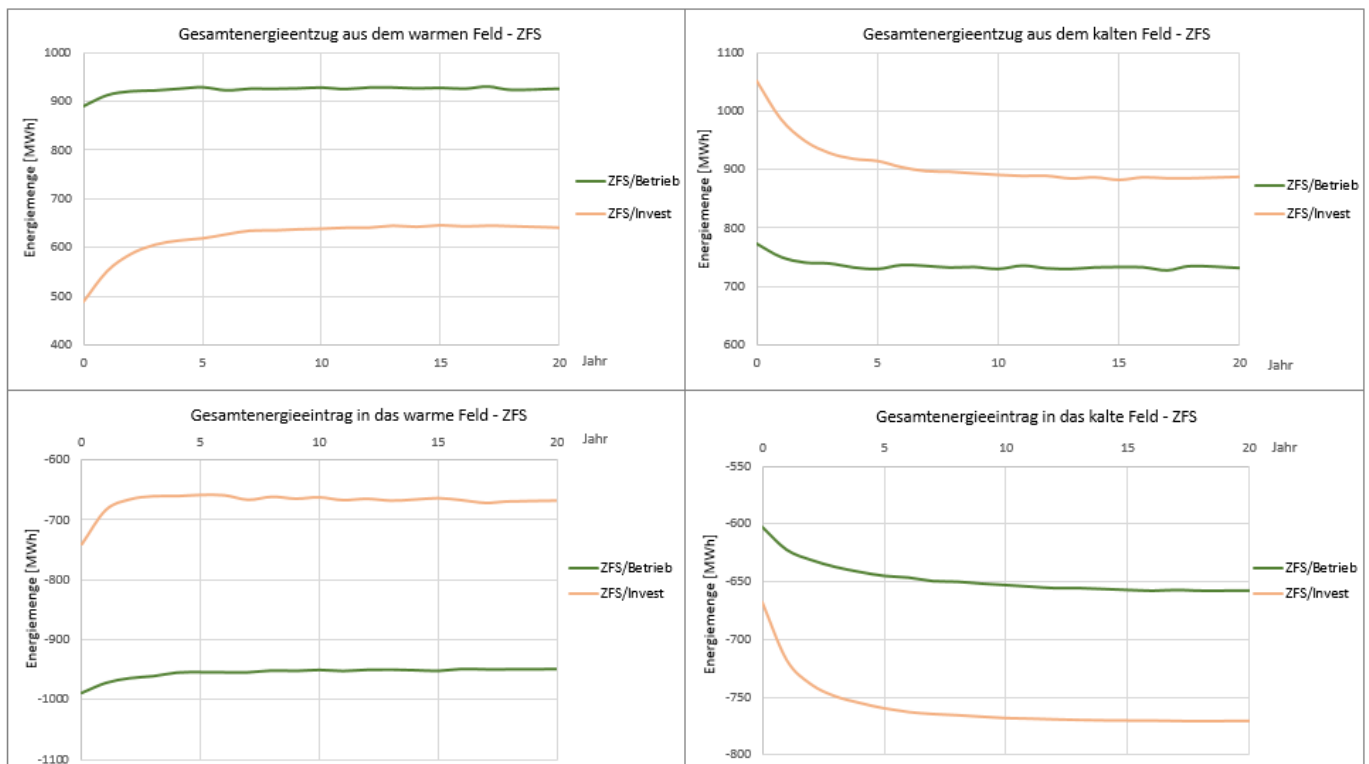 Gesamtenergieentzug aus dem warmen Feld - ZFS
1000
900
800
700
600
500
400
Energiemenge [MWh]
0 5 10 15 20 Jahr
ZFS/Betrieb
ZFS/Invest
Gesamtenergieentzug aus dem kalten Feld - ZFS
1100
1000
900
800
700
600
Energiemenge [MWh]
0 5 10 15 20 Jahr
ZFS/Betrieb
ZFS/Invest
Gesamtenergieeintrag in das warme Feld - ZFS
0 5 10 15 20 Jahr
-600
-700
-800
-900
-1000
-1100
Energiemenge [MWh]
ZFS/Betrieb
ZFS/Invest
Gesamtenergieeintrag in das kalte Feld - ZFS
0 5 10 15 20 Jahr
-550
-600
-650
-700
-750
-800
Energiemenge [MWh]
ZFS/Betrieb
ZFS/Invest